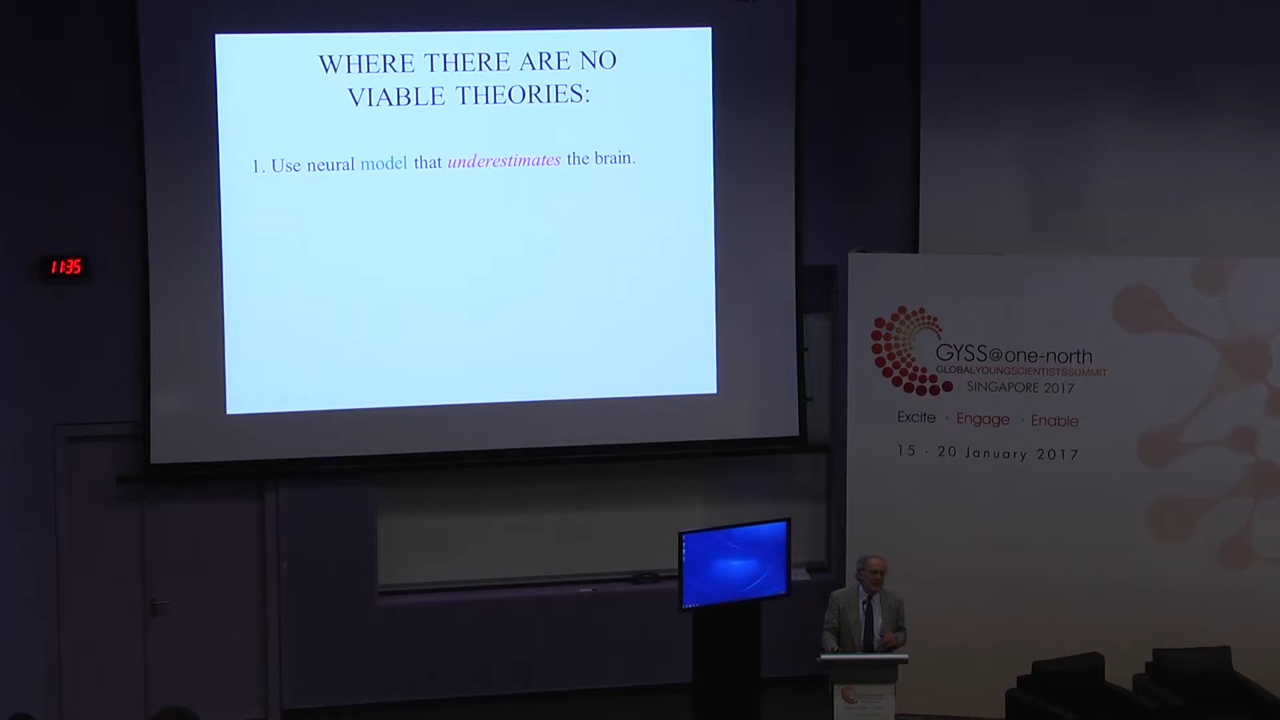 WHERE THERE ARE NO
VIABLE THEORIES:
1. Use neural model that underestimates the brain.
11:35
GYSS@one-north
GLOBALYOUNGSCIENTISTSSUMMIT
SINGAPORE 2017
Excite · Engage · Enable
15 - 20 January 2017